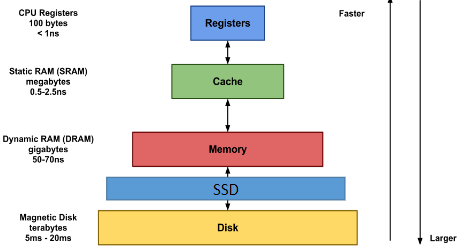 CPU Registers
100 bytes
< 1ns
Registers
Faster
Static RAM (SRAM)
megabytes
0.5-2.5ns
Cache
Dynamic RAM (DRAM)
gigabytes
50-70ns
Memory
SSD
Magnetic Disk
terabytes
5ms - 20ms
Disk
Larger